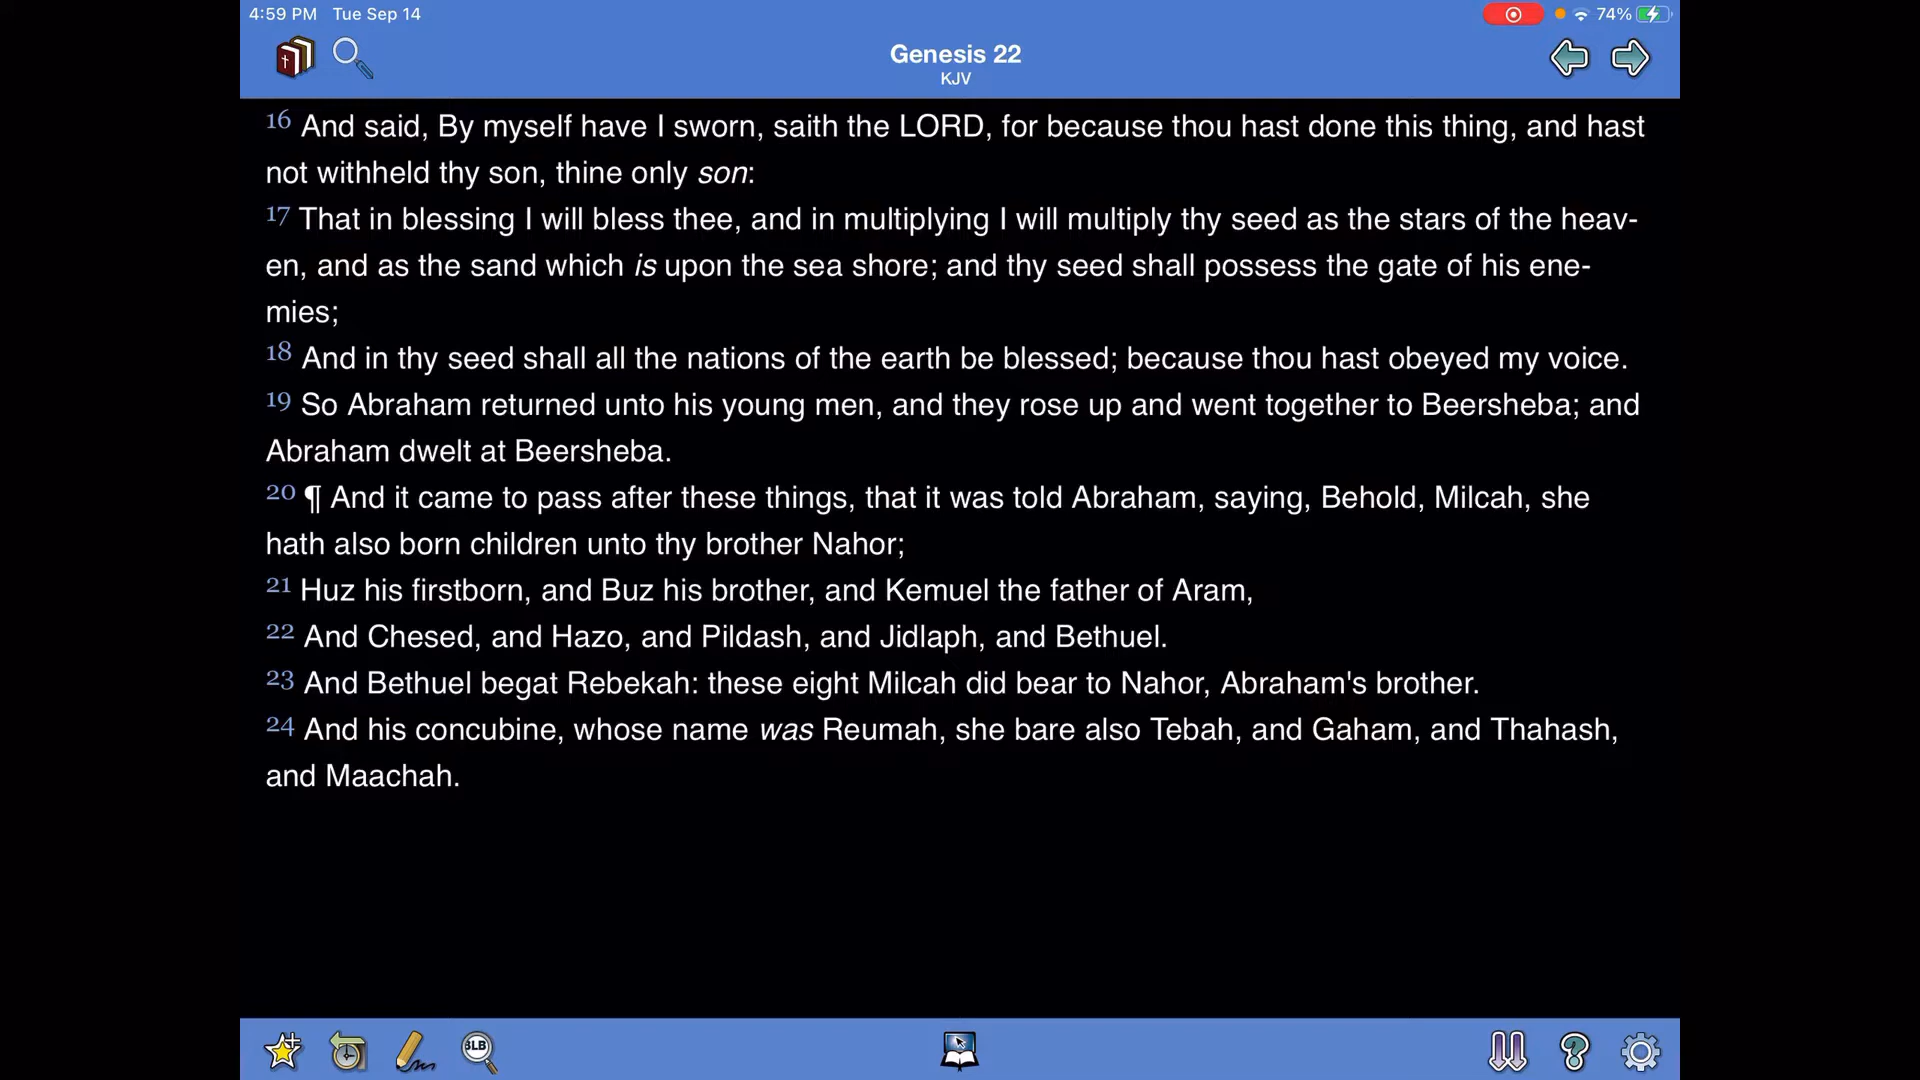 4:59 PM Tue Sep 14
74%
Genesis 22
KJV
16 And said, By myself have I sworn, saith the LORD, for because thou hast done this thing, and hast
not withheld thy son, thine only son:
17 That in blessing I will bless thee, and in multiplying I will multiply thy seed as the stars of the heav-
en, and as the sand which is upon the sea shore; and thy seed shall possess the gate of his ene-
mies;
18 And in thy seed shall all the nations of the earth be blessed; because thou hast obeyed my voice.
19 So Abraham returned unto his young men, and they rose up and went together to Beersheba; and
Abraham dwelt at Beersheba.
20 ¶ And it came to pass after these things, that it was told Abraham, saying, Behold, Milcah, she
hath also born children unto thy brother Nahor;
21 Huz his firstborn, and Buz his brother, and Kemuel the father of Aram,
22 And Chesed, and Hazo, and Pildash, and Jidlaph, and Bethuel.
23 And Bethuel begat Rebekah: these eight Milcah did bear to Nahor, Abraham's brother.
24 And his concubine, whose name was Reumah, she bare also Tebah, and Gaham, and Thahash,
and Maachah.
BLB